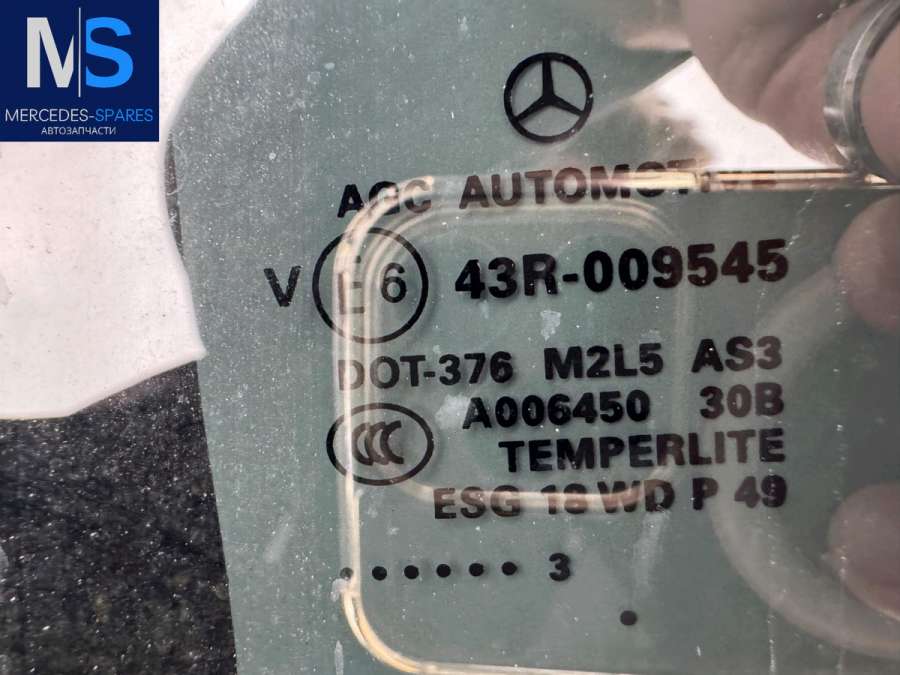 MS
MERCEDES-SPARES
АВТОЗАПЧАСТИ
AGC AUTOMOTIVE
V E6 43R-009545
DOT-376 M2L5 AS3
A006450 30B
CCC
TEMPERLITE
ESG 18 WD P 49
...... 3
.